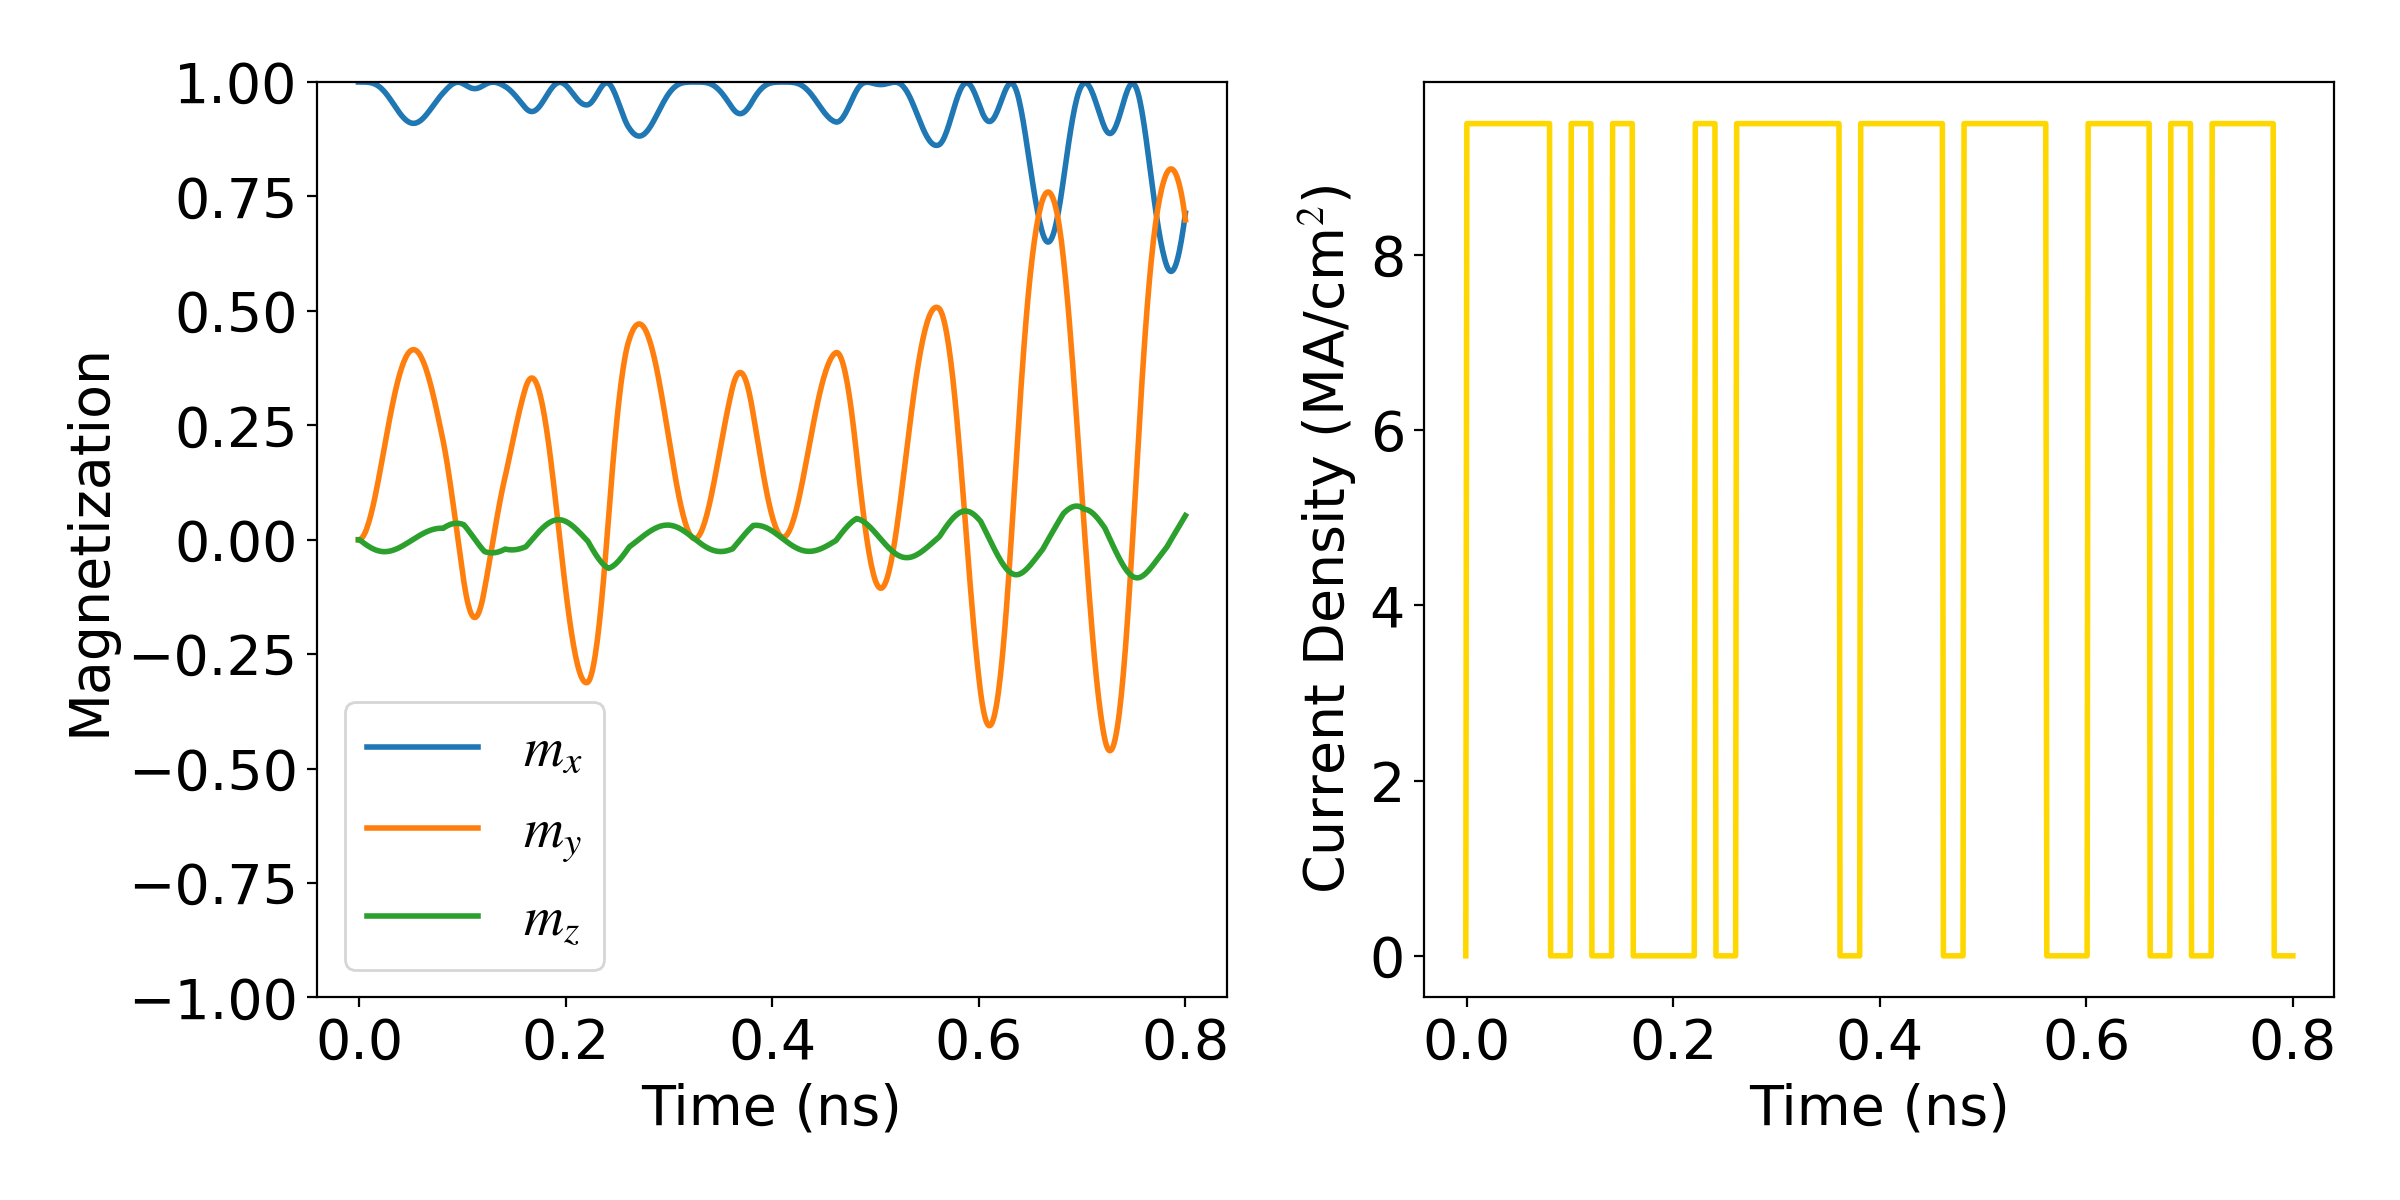 Magnetization
1.00
0.75
0.50
0.25
0.00
−0.25
−0.50
−0.75
−1.00
m_x
m_y
m_z
0.0 0.2 0.4 0.6 0.8
Time (ns)
Current Density (MA/cm²)
8
6
4
2
0
0.0 0.2 0.4 0.6 0.8
Time (ns)